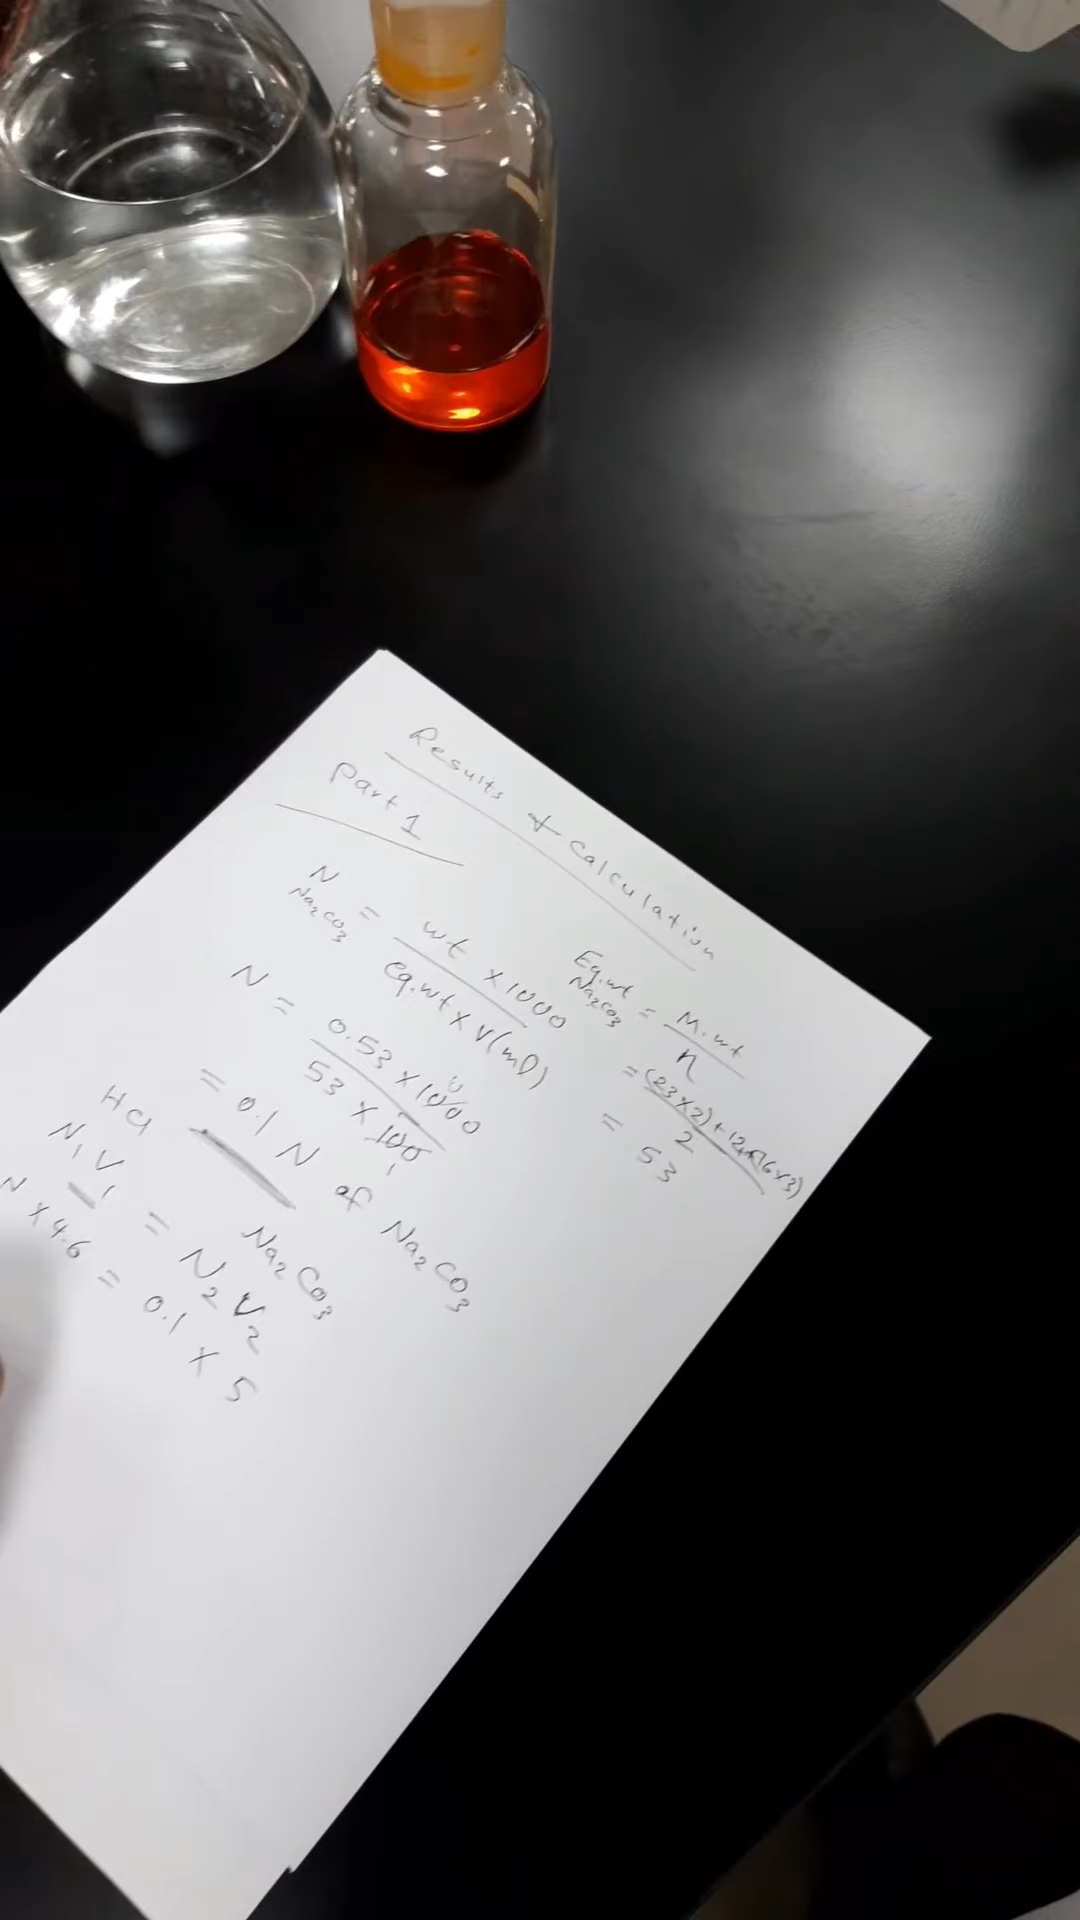 Results & Calculation
Part 1
N Na₂CO₃ = wt × 1000 / eq.wt × V(ml)
N = 0.53 × 1000 / 53 × 100
= 0.1 N of Na₂CO₃
HCl Na₂CO₃
N₁V₁ = N₂V₂
N × 4.6 = 0.1 × 5
Eq.wt Na₂CO₃ = M.wt / n
= (23×2)+12+(16×3) / 2
= 53